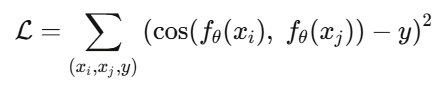 ℒ = ∑_{(x_i,x_j,y)} (cos(f_θ(x_i), f_θ(x_j)) − y)²